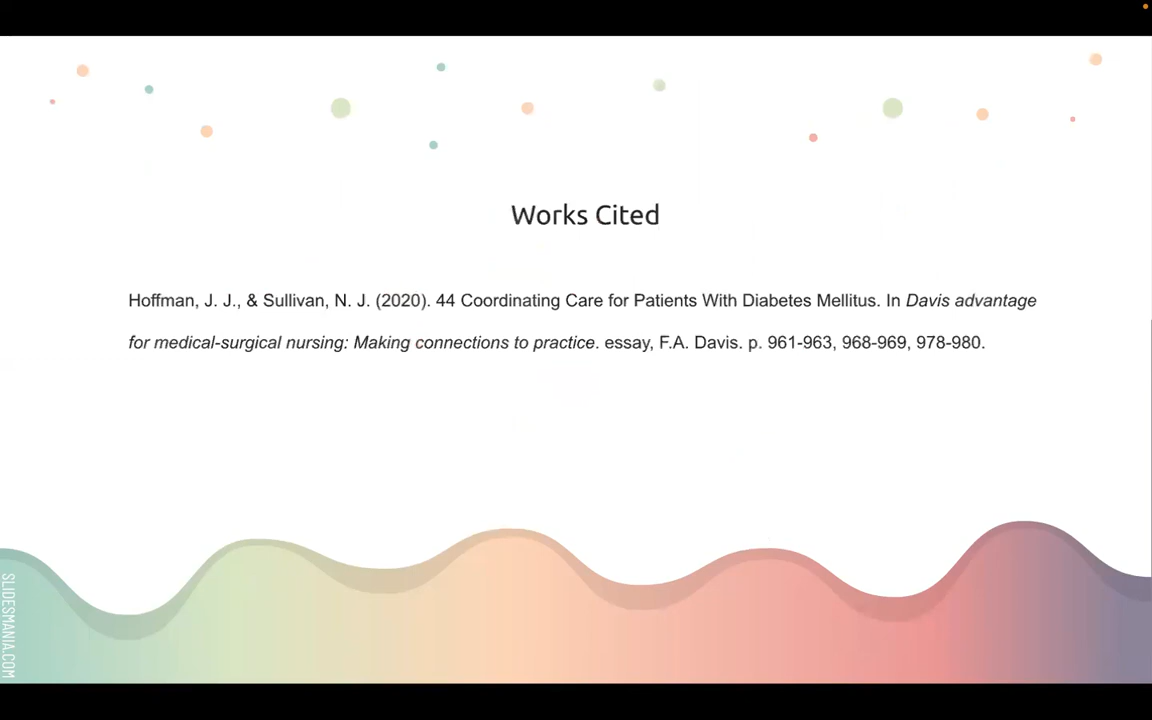 Works Cited
Hoffman, J. J., & Sullivan, N. J. (2020). 44 Coordinating Care for Patients With Diabetes Mellitus. In Davis advantage
for medical-surgical nursing: Making connections to practice. essay, F.A. Davis. p. 961-963, 968-969, 978-980.
SLIDESMANIA.COM